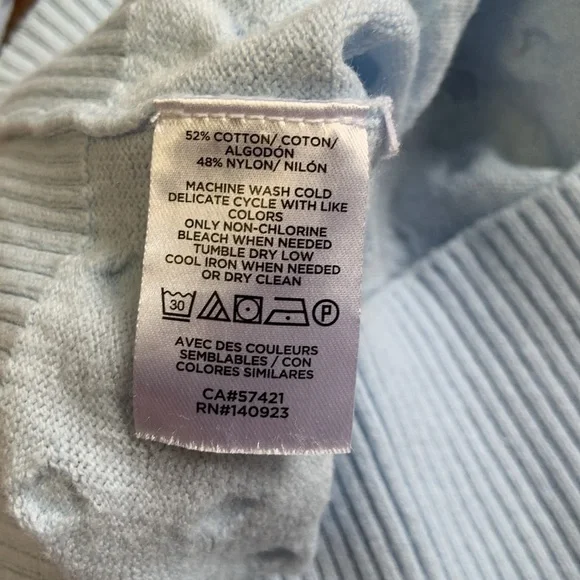 52% COTTON/ COTON/
ALGODÓN
48% NYLON/ NILÓN
MACHINE WASH COLD
DELICATE CYCLE WITH LIKE
COLORS
ONLY NON-CHLORINE
BLEACH WHEN NEEDED
TUMBLE DRY LOW
COOL IRON WHEN NEEDED
OR DRY CLEAN
30 P
AVEC DES COULEURS
SEMBLABLES / CON
COLORES SIMILARES
CA#57421
RN#140923